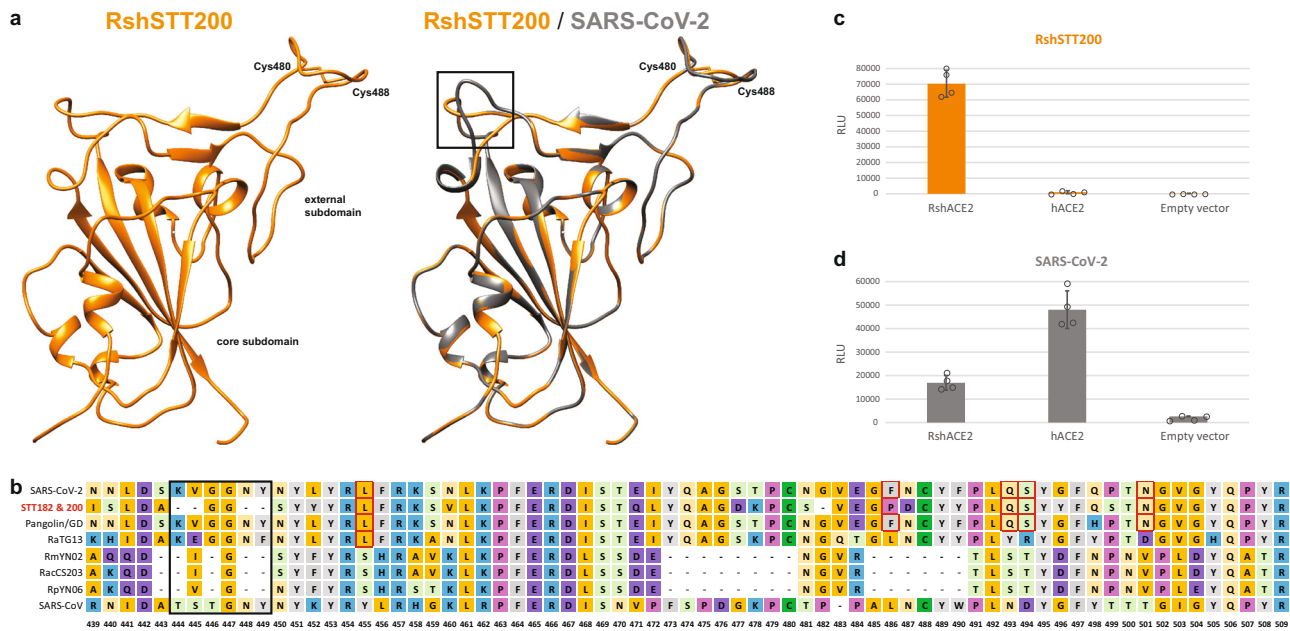 a
RshSTT200
Cys480
Cys488
external
subdomain
core subdomain
RshSTT200 / SARS-CoV-2
Cys480
Cys488
c
RshSTT200
RLU
80000
70000
60000
50000
40000
30000
20000
10000
0
RshACE2 hACE2 Empty vector
d
SARS-CoV-2
RLU
60000
50000
40000
30000
20000
10000
0
RshACE2 hACE2 Empty vector
b
SARS-CoV-2 N N L D S K V G G N Y N Y L Y R L F R K S N L K P F E R D I S T E I Y Q A G S T P C N G V E G F N C Y F P L Q S Y G F Q P T N G V G Y Q P Y R
STT182 & 200 I S L D A - - G G - - S Y Y Y R L F R K S N L K P F E R D I S T Q L Y Q A G D K P C S - V E G P D C Y Y P L Q S Y Y F Q S T N G V G Y Q P Y R
Pangolin/GD N N L D S K V G G N Y N Y L Y R L F R K S N L K P F E R D I S T E I Y Q A G S T P C N G V E G F N C Y F P L Q S Y G F H P T N G V G Y Q P Y R
RaTG13 K H I D A K E G G N F N Y L Y R L F R K A N L K P F E R D I S T E I Y Q A G S K P C N G Q T G L N C Y Y P L Y R Y G F Y P T D G V G H Q P Y R
RmYN02 A Q Q D - - I - G - - S Y F Y R S H R A V K L K P F E R D L S S D E - - - - - - - - N G V R - - - - - - T L S T Y D F N P N V P L D Y Q A T R
RacCS203 A K Q D - - I - G - - S Y F Y R S H R A V K L K P F E R D L S S D E - - - - - - - - N G V R - - - - - - T L S T Y D F N P N V P L D Y Q A T R
RpYN06 A K Q D - - V - G - - N Y F Y R S H R S T K L K P F E R D L S S D E - - - - - - - - N G V R - - - - - - T L S T Y D F N P N V P L D Y Q A T R
SARS-CoV R N I D A T S T G N Y N Y K Y R Y L R H G K L R P F E R D I S N V P F S P D G K P C T P - P A L N C Y W P L N D Y G F Y T T T G I G Y Q P Y R
439 440 441 442 443 444 445 446 447 448 449 450 451 452 453 454 455 456 457 458 459 460 461 462 463 464 465 466 467 468 469 470 471 472 473 474 475 476 477 478 479 480 481 482 483 484 485 486 487 488 489 490 491 492 493 494 495 496 497 498 499 500 501 502 503 504 505 506 507 508 509